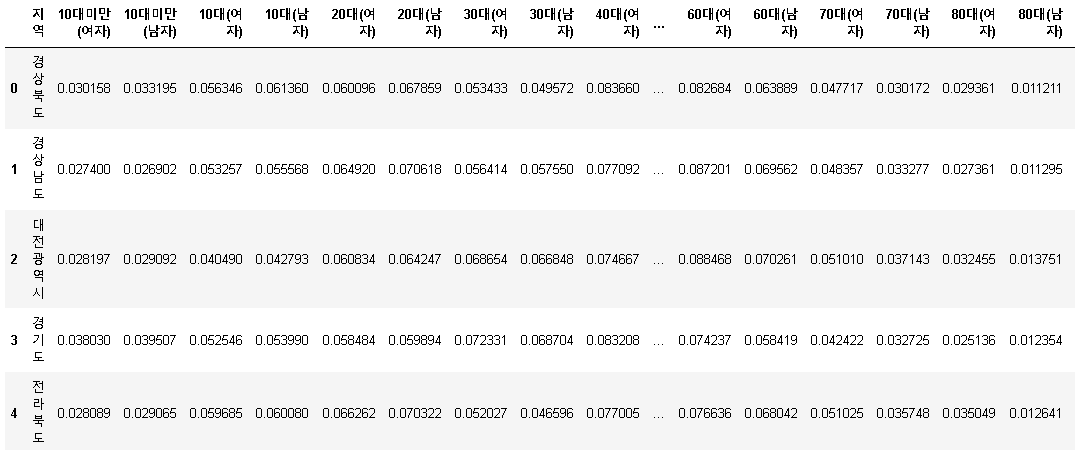 지역 10대미만(여자) 10대미만(남자) 10대(여자) 10대(남자) 20대(여자) 20대(남자) 30대(여자) 30대(남자) 40대(여자) ... 60대(여자) 60대(남자) 70대(여자) 70대(남자) 80대(여자) 80대(남자)
0 경상북도 0.030158 0.033195 0.056346 0.061360 0.060096 0.067859 0.053433 0.049572 0.083660 ... 0.082684 0.063889 0.047717 0.030172 0.029361 0.011211
1 경상남도 0.027400 0.026902 0.053257 0.055568 0.064920 0.070618 0.056414 0.057550 0.077092 ... 0.087201 0.069562 0.048357 0.033277 0.027361 0.011295
2 대전광역시 0.028197 0.029092 0.040490 0.042793 0.060834 0.064247 0.068654 0.066848 0.074667 ... 0.088468 0.070261 0.051010 0.037143 0.032455 0.013751
3 경기도 0.038030 0.039507 0.052546 0.053990 0.058484 0.059894 0.072331 0.068704 0.083208 ... 0.074237 0.058419 0.042422 0.032725 0.025136 0.012354
4 전라북도 0.028089 0.029065 0.059685 0.060080 0.066262 0.070322 0.052027 0.046596 0.077005 ... 0.076636 0.068042 0.051025 0.035748 0.035049 0.012641